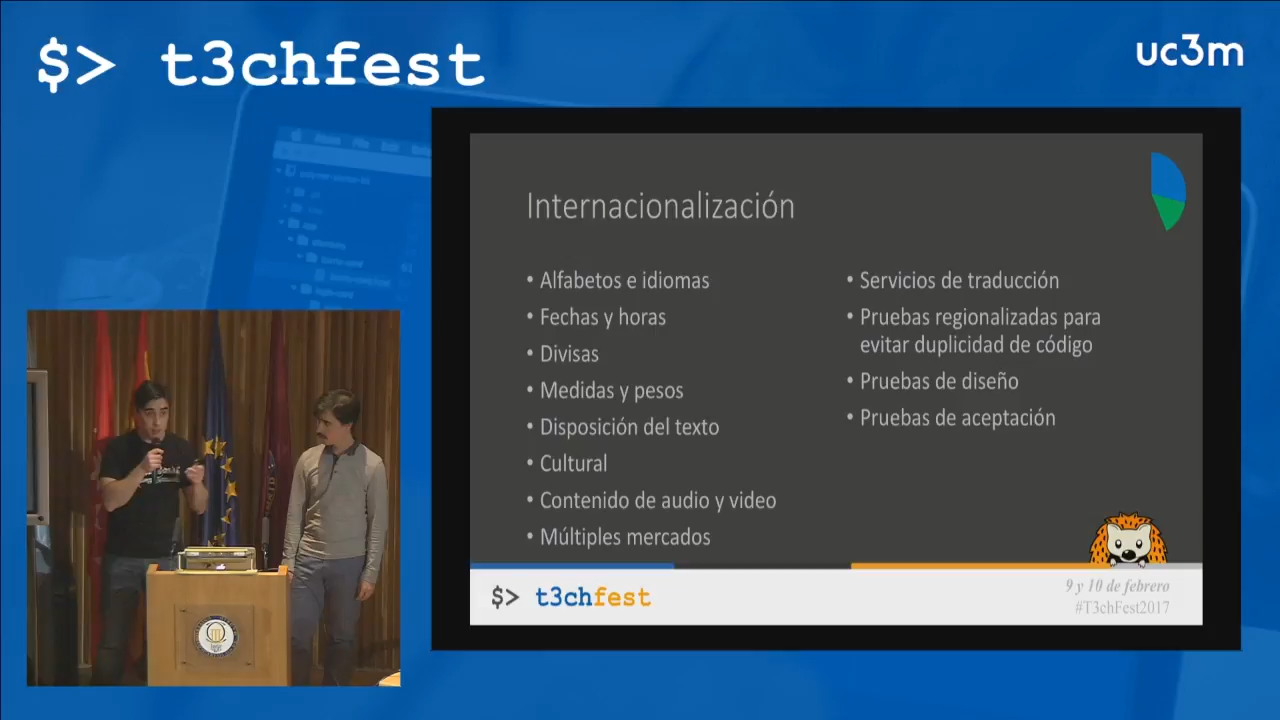 $> t3chfest
uc3m
Internacionalización
• Alfabetos e idiomas
• Fechas y horas
• Divisas
• Medidas y pesos
• Disposición del texto
• Cultural
• Contenido de audio y video
• Múltiples mercados
• Servicios de traducción
• Pruebas regionalizadas para
evitar duplicidad de código
• Pruebas de diseño
• Pruebas de aceptación
$> t3chfest
9 y 10 de febrero
#T3chFest2017